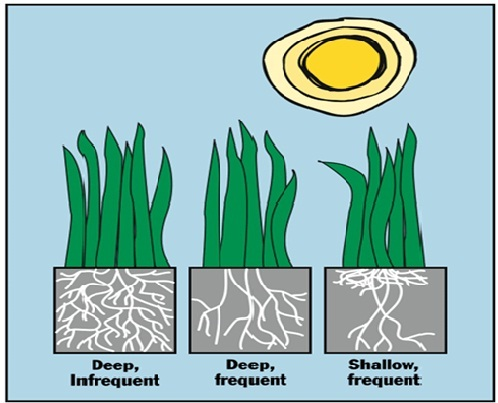 Deep,
Infrequent
Deep,
frequent
Shallow,
frequent